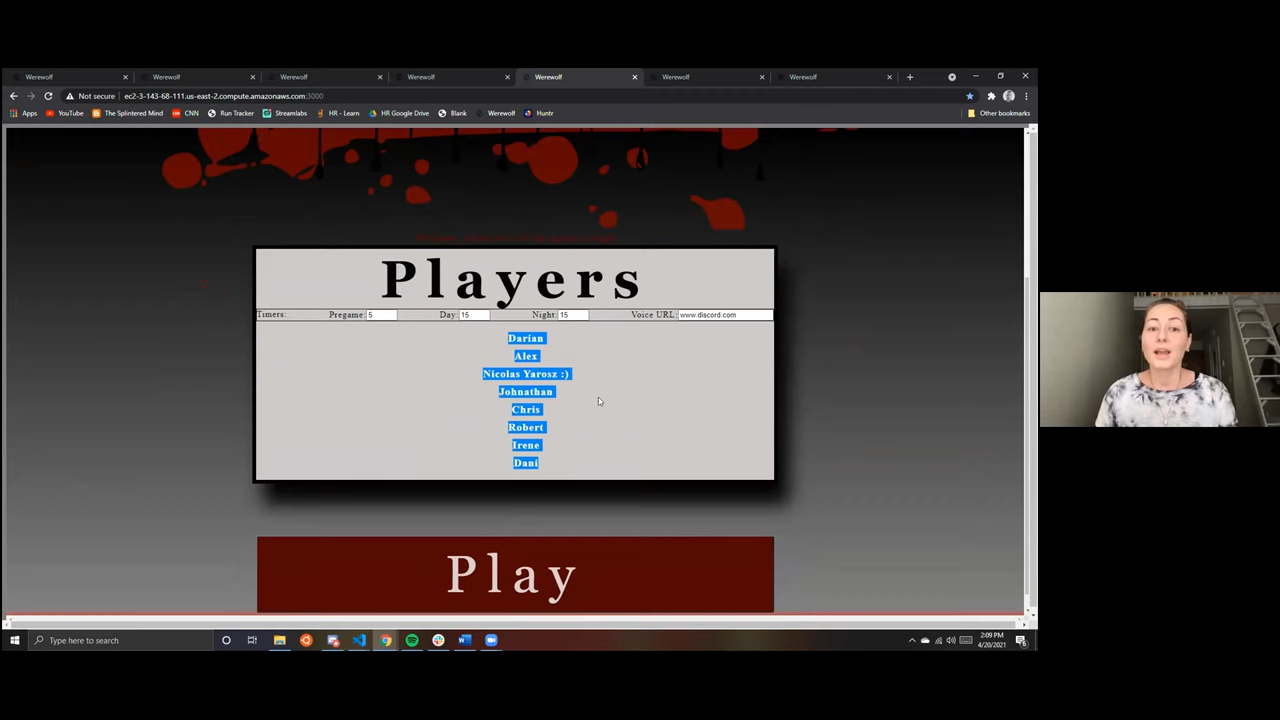 Werewolf Werewolf Werewolf Werewolf Werewolf Werewolf Werewolf
Not secure ec2-3-143-68-111.us-east-2.compute.amazonaws.com:3000
Apps YouTube The Splintered Mind CNN Run Tracker Streamlabs HR - Learn HR Google Drive Blank Werewolf Huntr Other bookmarks
Players
Timers: Pregame: 5 Day: 15 Night: 15 Voice URL: www.discord.com
Darian
Alex
Nicolas Yarosz :)
Johnathan
Chris
Robert
Irene
Dani
Play
Type here to search
2:09 PM
4/20/2021